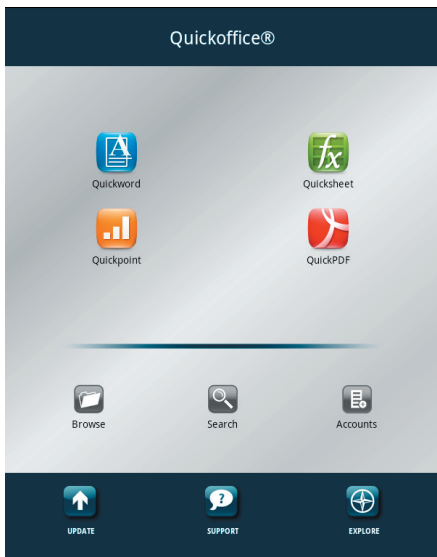 Quickoffice®
Quickword
Quicksheet
Quickpoint
QuickPDF
Browse
Search
Accounts
UPDATE
SUPPORT
EXPLORE